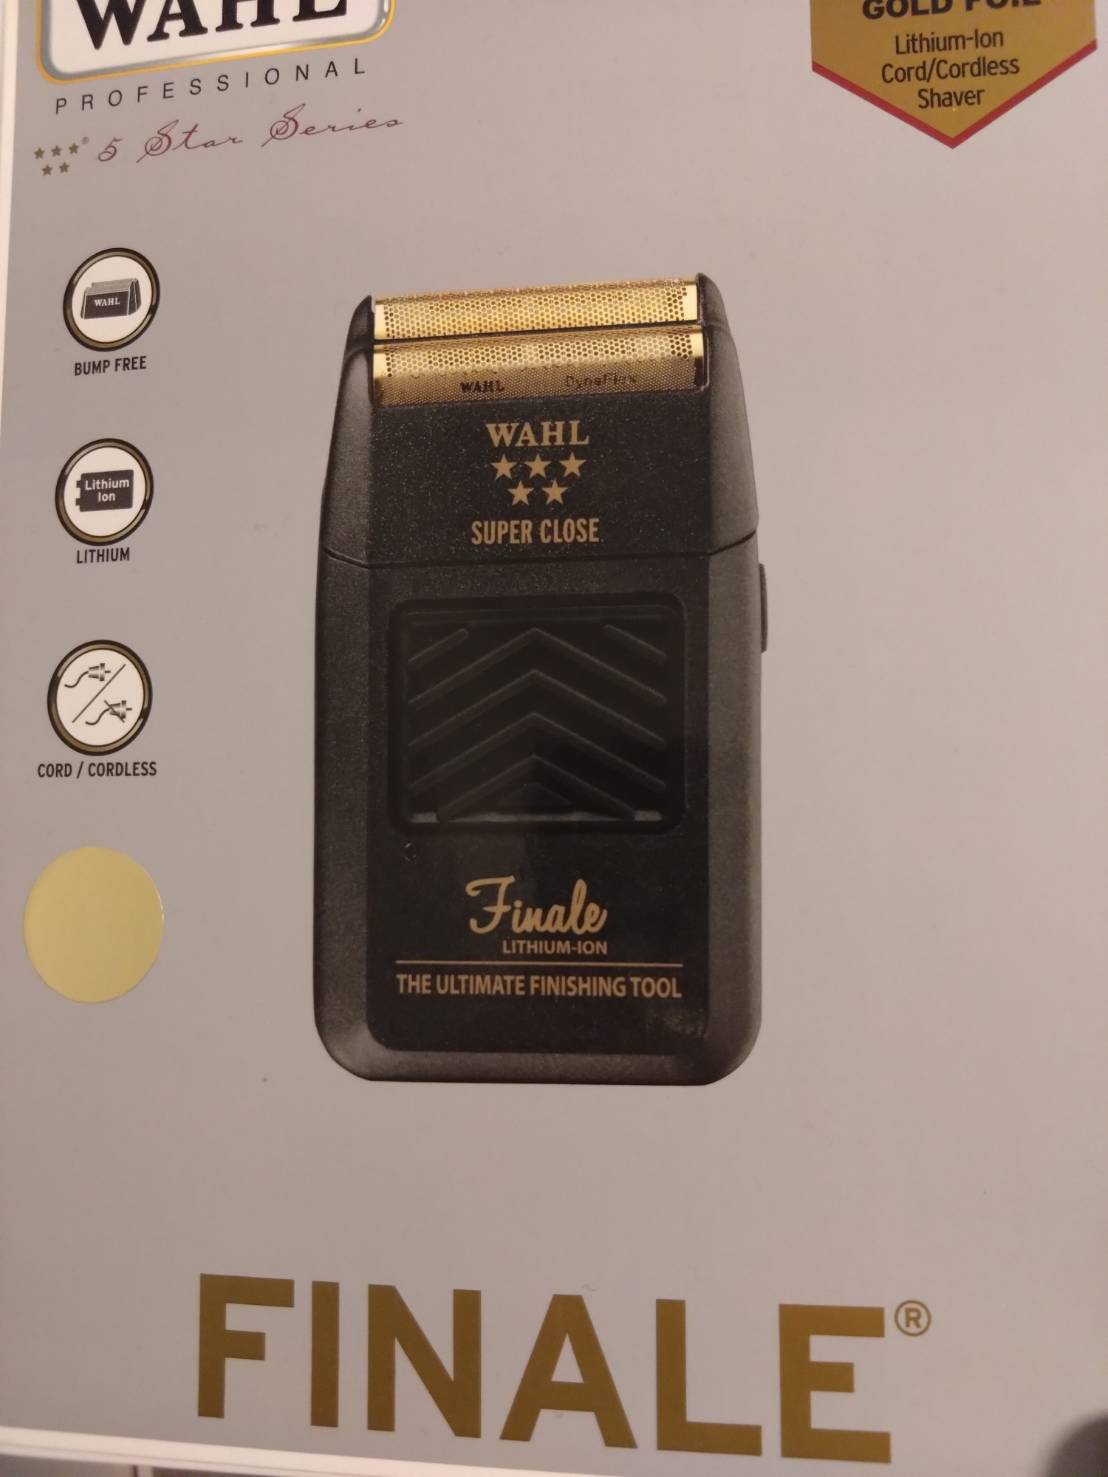 WAHL
PROFESSIONAL
5 Star Series
GOLD FOIL
Lithium-Ion
Cord/Cordless
Shaver
WAHL
BUMP FREE
Lithium
Ion
LITHIUM
CORD / CORDLESS
WAHL DynaFlex
WAHL
SUPER CLOSE
Finale
LITHIUM-ION
THE ULTIMATE FINISHING TOOL
FINALE®